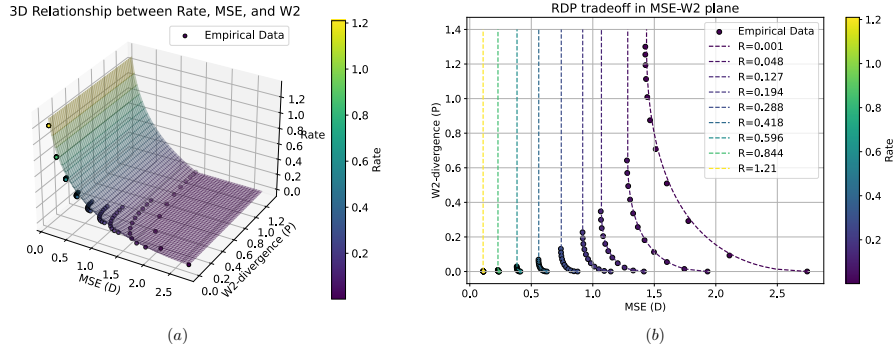 3D Relationship between Rate, MSE, and W2
Empirical Data
1.2
1.0
0.8
0.6
0.4
0.2
0.0
Rate
0.0
0.5
1.0
1.5
2.0
2.5
MSE (D)
0.0
0.2
0.4
0.6
0.8
1.0
1.2
W2-divergence (P)
Rate
1.2
1.0
0.8
0.6
0.4
0.2
Rate
(a)
RDP tradeoff in MSE-W2 plane
1.4
1.2
1.0
0.8
0.6
0.4
0.2
0.0
W2-divergence (P)
0.0
0.5
1.0
1.5
2.0
2.5
MSE (D)
Empirical Data
R=0.001
R=0.048
R=0.127
R=0.194
R=0.288
R=0.418
R=0.596
R=0.844
R=1.21
Rate
1.2
1.0
0.8
0.6
0.4
0.2
Rate
(b)